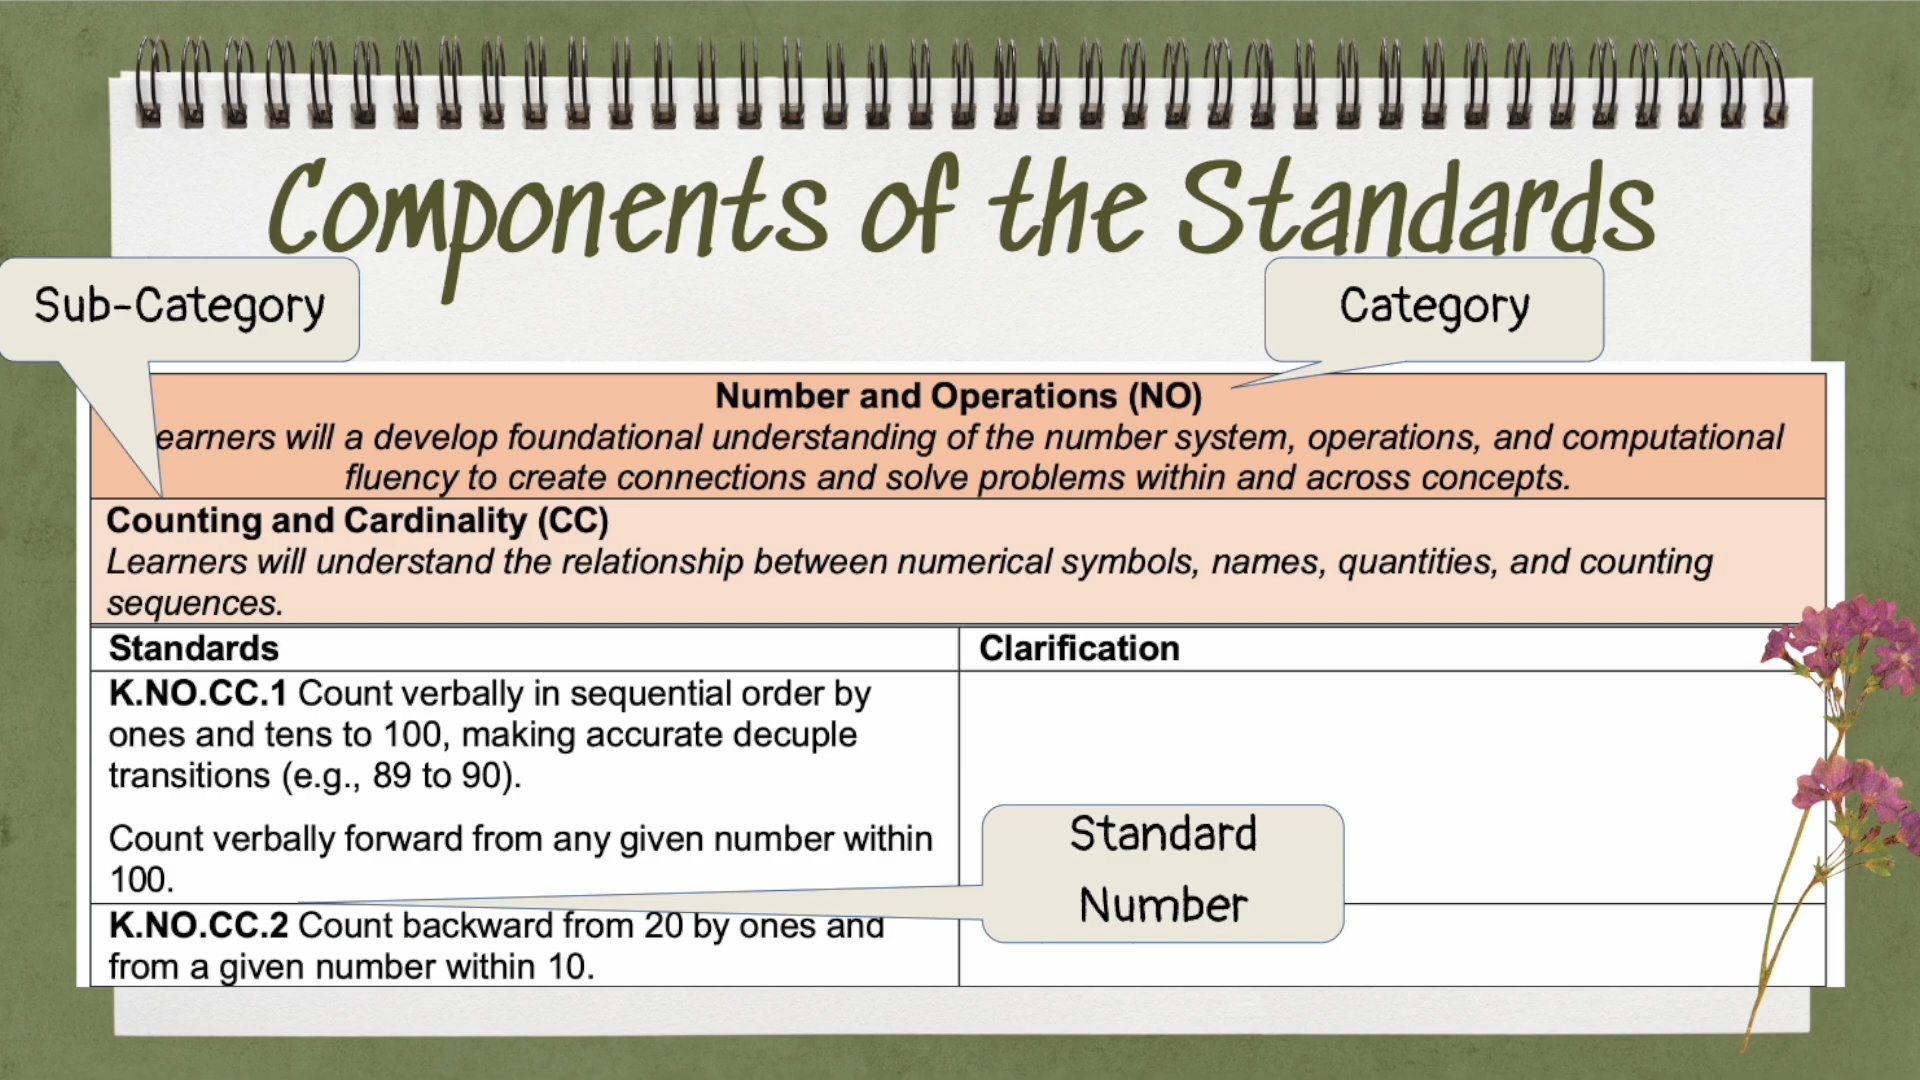 Components of the Standards
Sub-Category
Category
Number and Operations (NO)
earners will a develop foundational understanding of the number system, operations, and computational
fluency to create connections and solve problems within and across concepts.
Counting and Cardinality (CC)
Learners will understand the relationship between numerical symbols, names, quantities, and counting
sequences.
Standards
Clarification
K.NO.CC.1 Count verbally in sequential order by
ones and tens to 100, making accurate decuple
transitions (e.g., 89 to 90).
Count verbally forward from any given number within
100.
Standard
Number
K.NO.CC.2 Count backward from 20 by ones and
from a given number within 10.